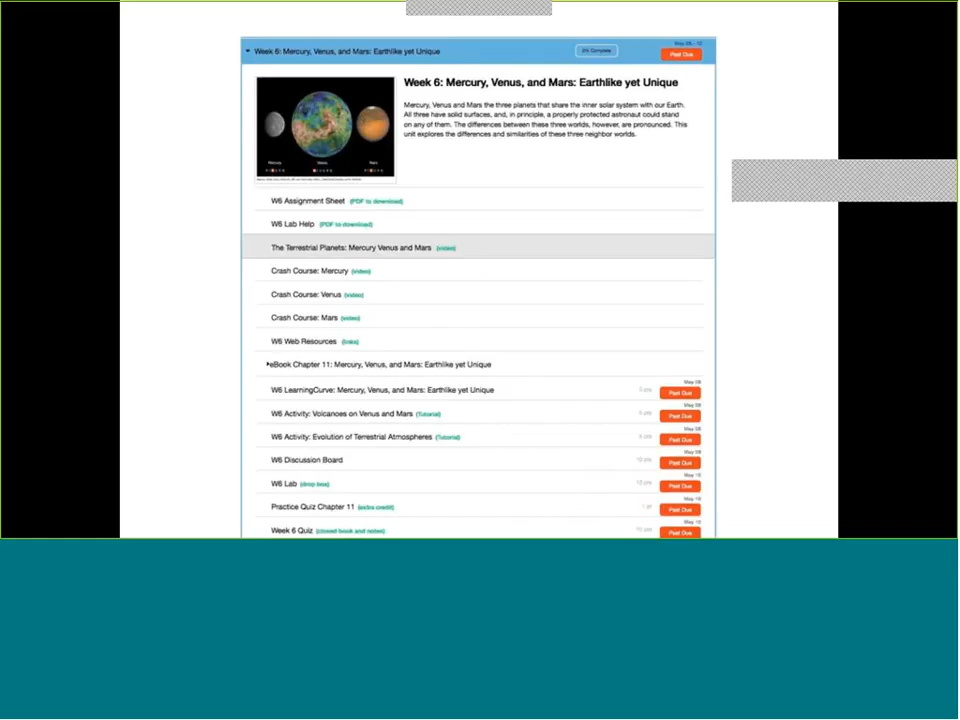 Week 6: Mercury, Venus, and Mars: Earthlike yet Unique
Past Due
Week 6: Mercury, Venus, and Mars: Earthlike yet Unique
Mercury, Venus and Mars the three planets that share the inner solar system with our Earth.
All three have solid surfaces, and, in principle, a properly protected astronaut could stand
on any of them. The differences between these three worlds, however, are pronounced. This
unit explores the differences and similarities of these three neighbor worlds.
Mercury Venus Mars
W6 Assignment Sheet (PDF to download)
W6 Lab Help (PDF to download)
The Terrestrial Planets: Mercury Venus and Mars (video)
Crash Course: Mercury (video)
Crash Course: Venus (video)
Crash Course: Mars (video)
W6 Web Resources (links)
eBook Chapter 11: Mercury, Venus, and Mars: Earthlike yet Unique
W6 LearningCurve: Mercury, Venus, and Mars: Earthlike yet Unique Past Due
W6 Activity: Volcanoes on Venus and Mars (Tutorial) Past Due
W6 Activity: Evolution of Terrestrial Atmospheres (Tutorial) Past Due
W6 Discussion Board 10 pts Past Due
W6 Lab (drop box) Past Due
Practice Quiz Chapter 11 (extra credit) Past Due
Week 6 Quiz (closed book and notes) 10 pts Past Due